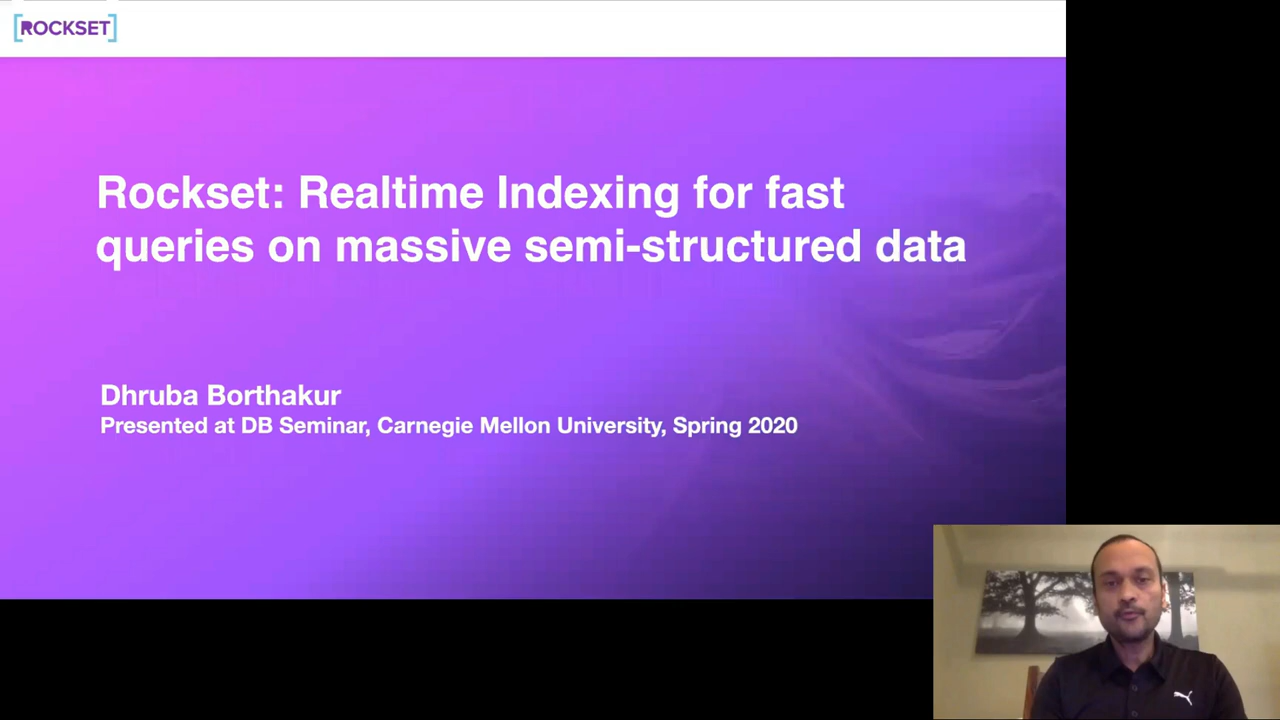 [ROCKSET]
Rockset: Realtime Indexing for fast
queries on massive semi-structured data
Dhruba Borthakur
Presented at DB Seminar, Carnegie Mellon University, Spring 2020